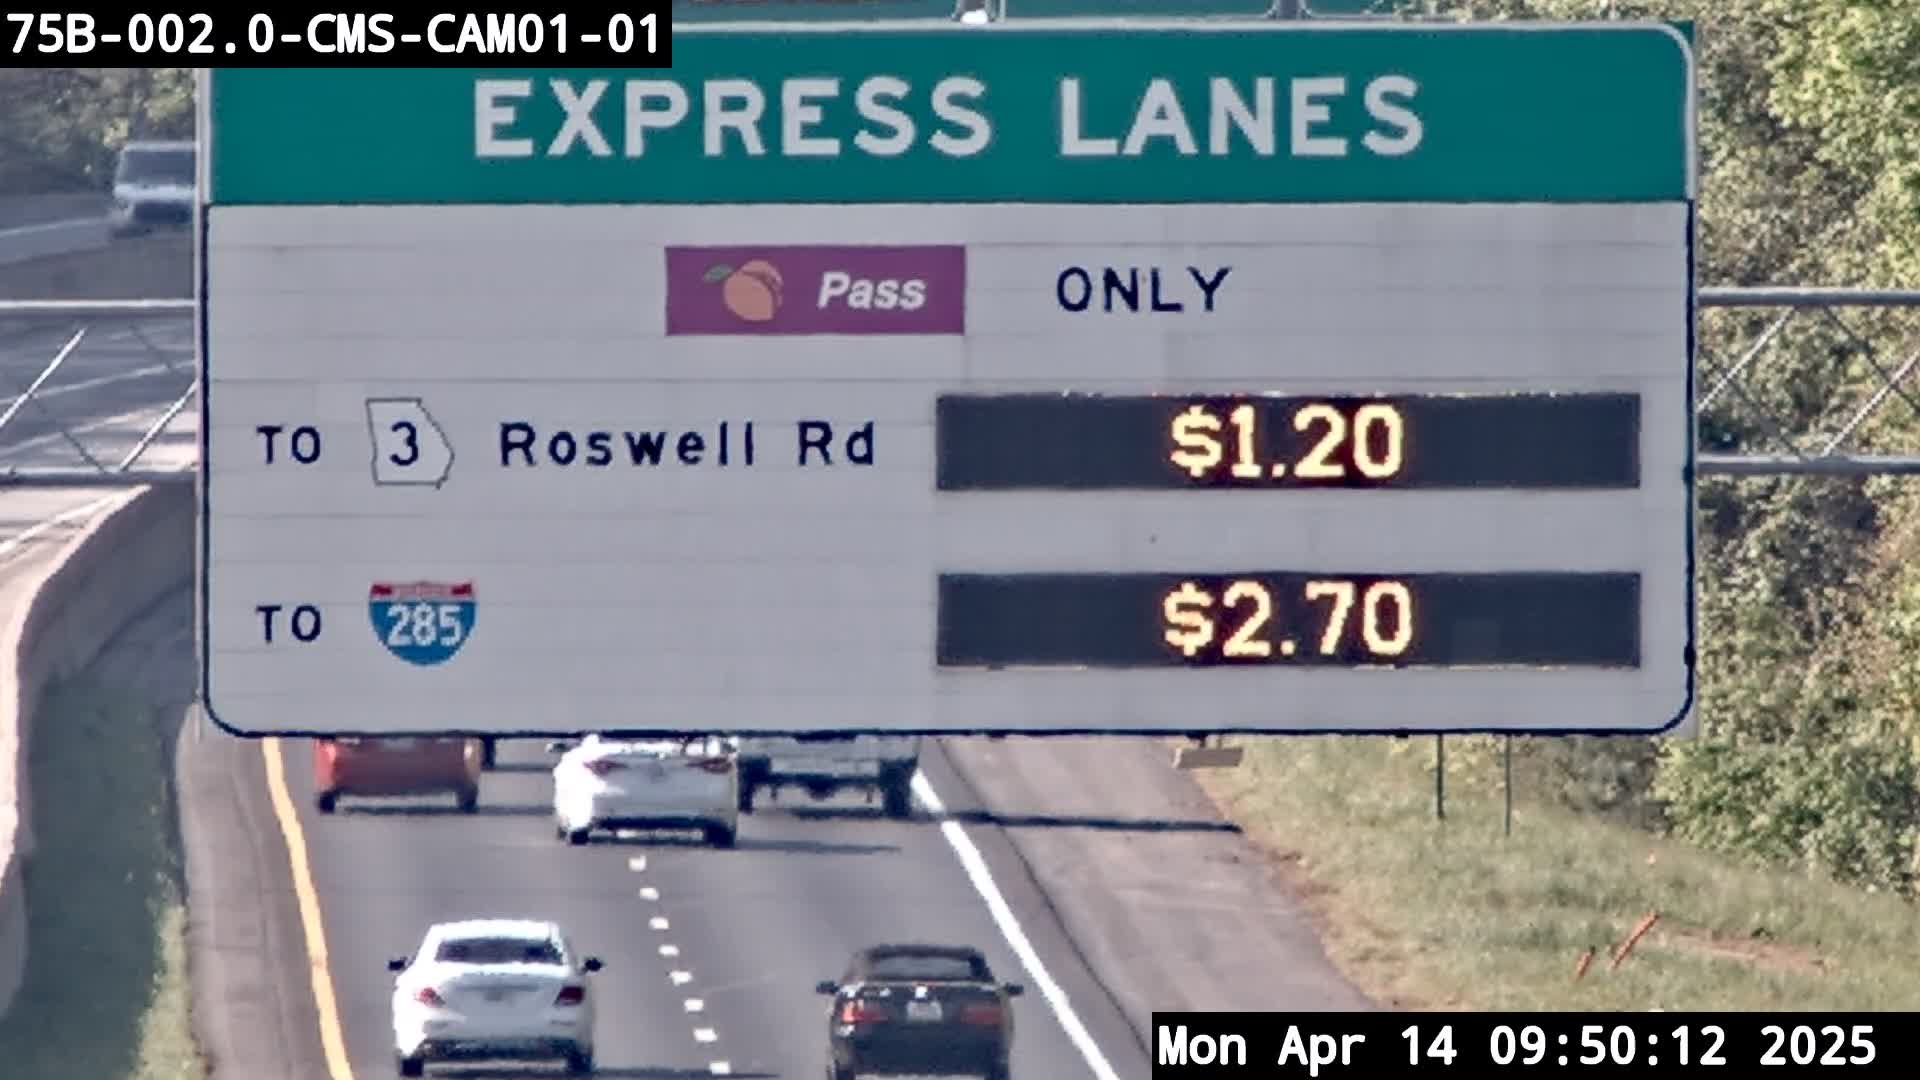 75B-002.0-CMS-CAM01-01
EXPRESS LANES
Pass ONLY
TO 3 Roswell Rd $1.20
TO 285 $2.70
Mon Apr 14 09:50:12 2025